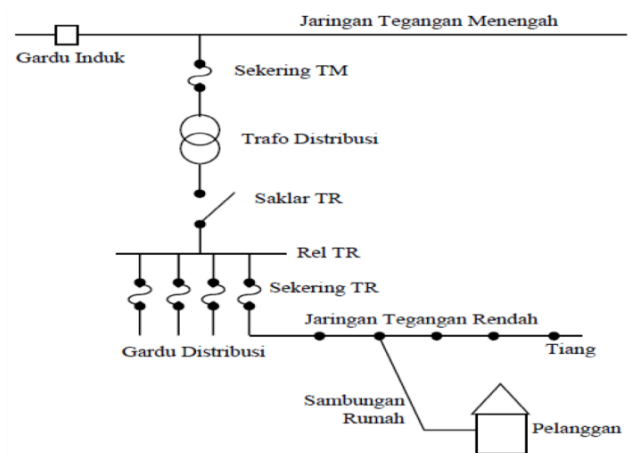 Jaringan Tegangan Menengah
Gardu Induk
Sekering TM
Trafo Distribusi
Saklar TR
Rel TR
Sekering TR
Jaringan Tegangan Rendah
Gardu Distribusi
Tiang
Sambungan
Rumah
Pelanggan